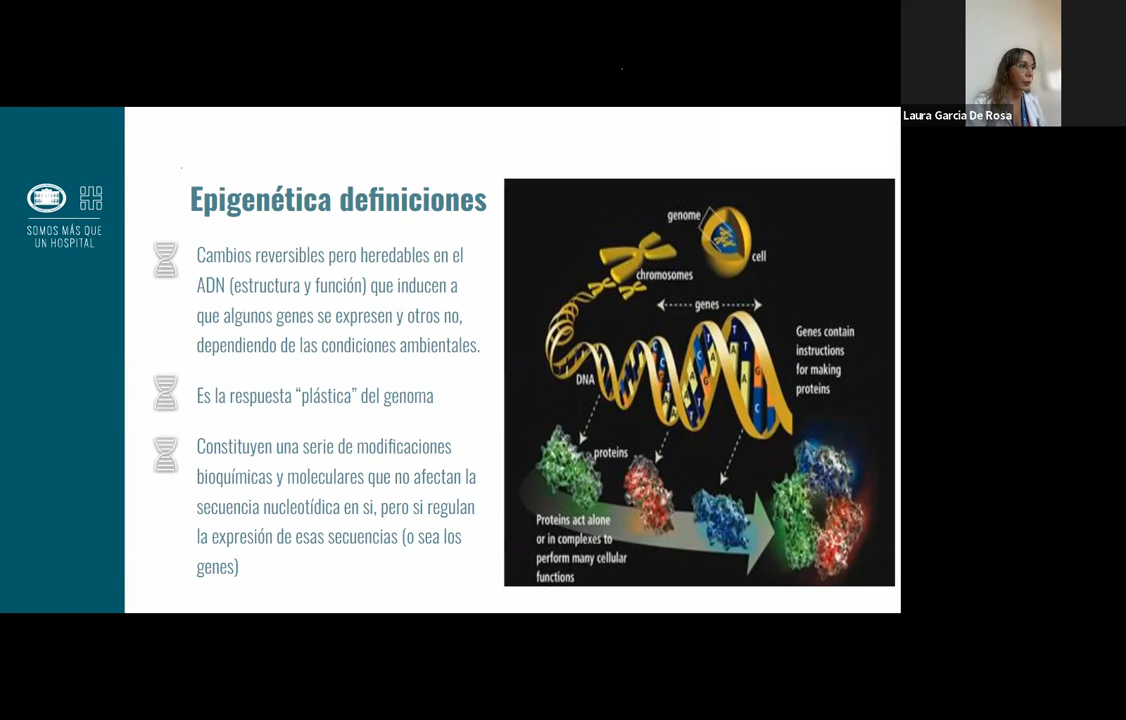 Laura Garcia De Rosa
SOMOS MÁS QUE
UN HOSPITAL
Epigenética definiciones
Cambios reversibles pero heredables en el
ADN (estructura y función) que inducen a
que algunos genes se expresen y otros no,
dependiendo de las condiciones ambientales.
Es la respuesta “plástica” del genoma
Constituyen una serie de modificaciones
bioquímicas y moleculares que no afectan la
secuencia nucleotídica en si, pero si regulan
la expresión de esas secuencias (o sea los
genes)
genome
cell
chromosomes
genes
Genes contain
instructions
for making
proteins
DNA
proteins
Proteins act alone
or in complexes to
perform many cellular
functions